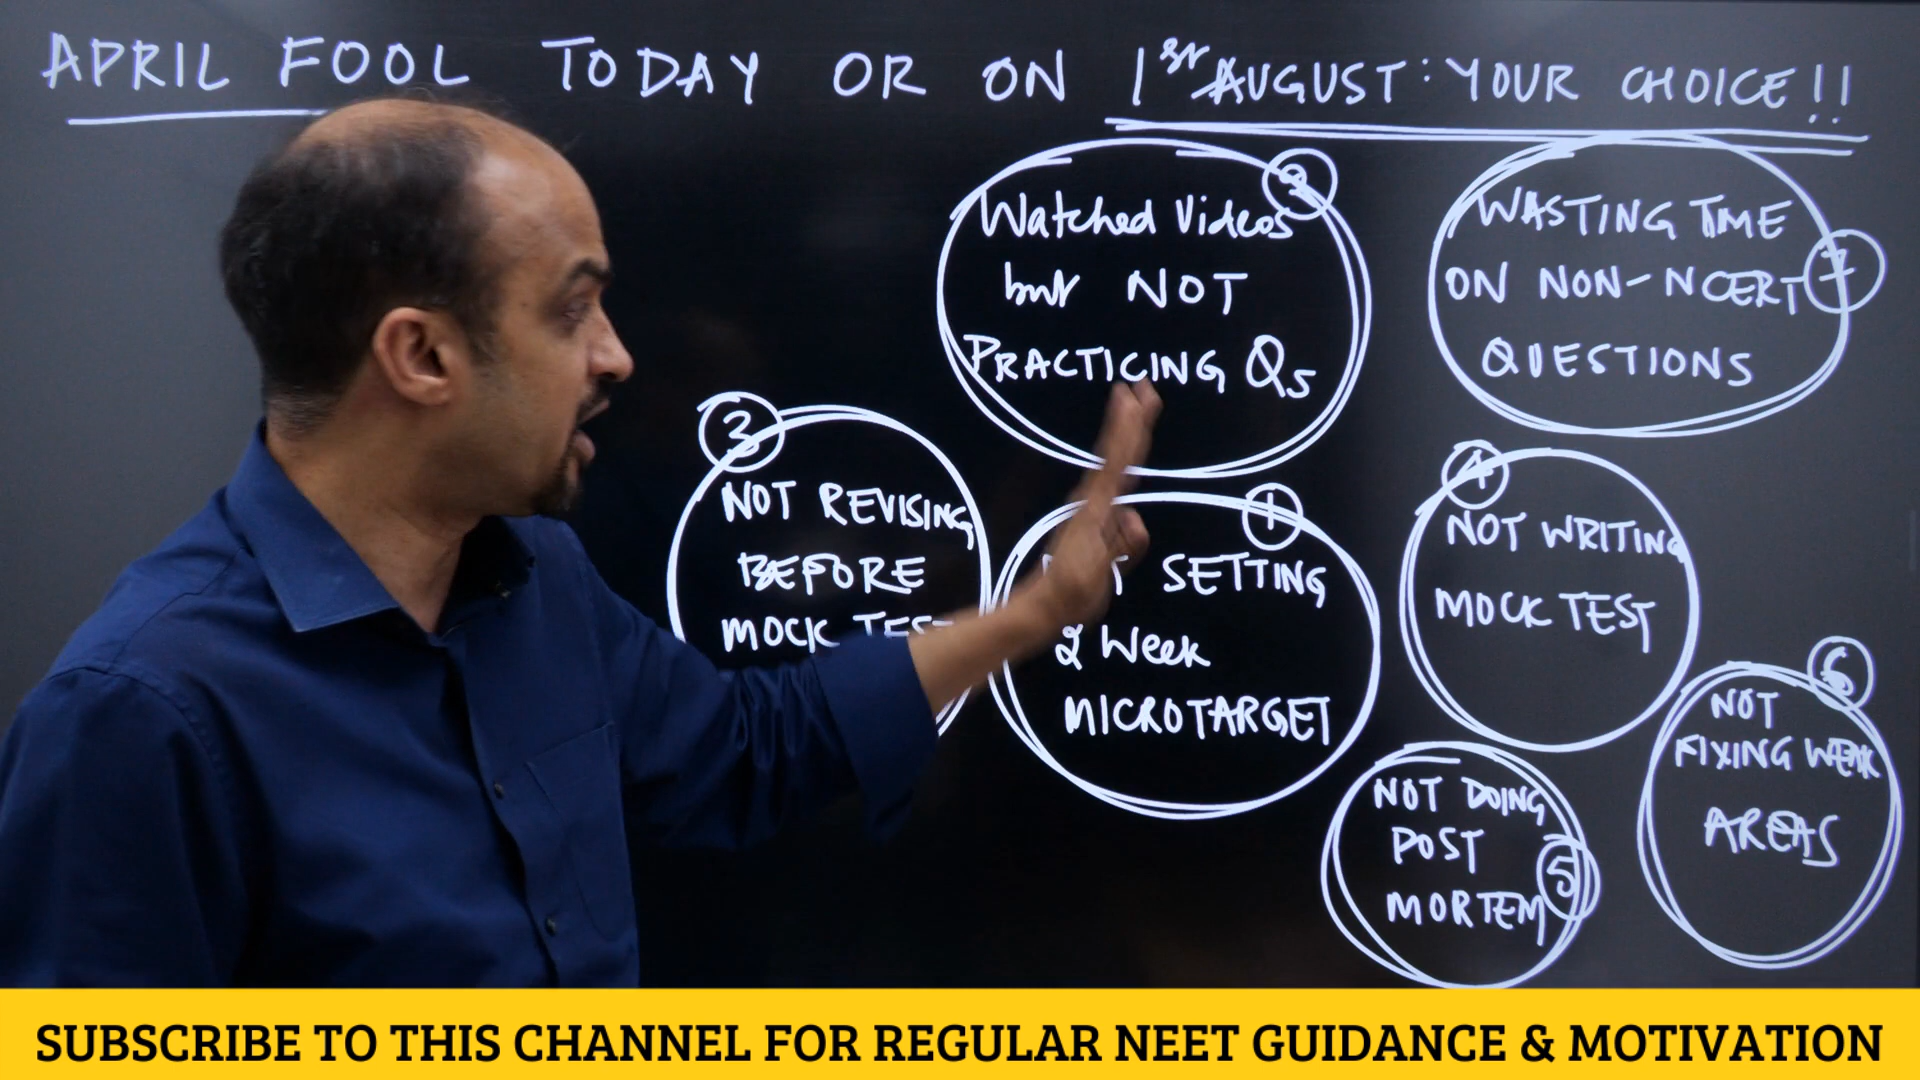 APRIL FOOL TODAY OR ON 1ST AUGUST: YOUR CHOICE!!
2
Watched Videos
but NOT
PRACTICING Qs
WASTING TIME
ON NON-NCERT
QUESTIONS
7
3
NOT REVISING
BEFORE
MOCK TEST
1
SETTING
2 Week
MICROTARGET
4
NOT WRITING
MOCK TEST
6
NOT
FIXING WEAK
AREAS
NOT DOING
POST
MORTEM
5
SUBSCRIBE TO THIS CHANNEL FOR REGULAR NEET GUIDANCE & MOTIVATION